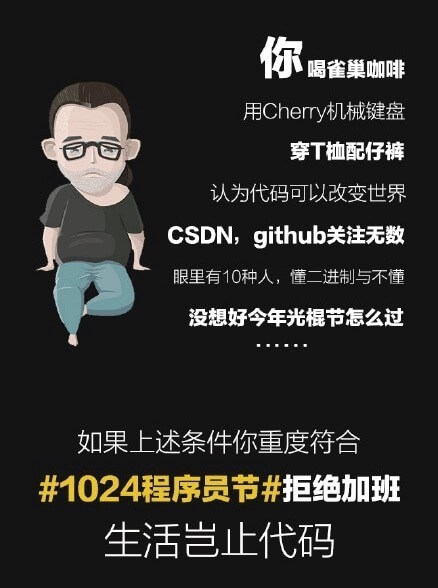 你 喝雀巢咖啡
用Cherry机械键盘
穿T恤配仔裤
认为代码可以改变世界
CSDN，github关注无数
眼里有10种人，懂二进制与不懂
没想好今年光棍节怎么过
······
如果上述条件你重度符合
#1024程序员节#拒绝加班
生活岂止代码